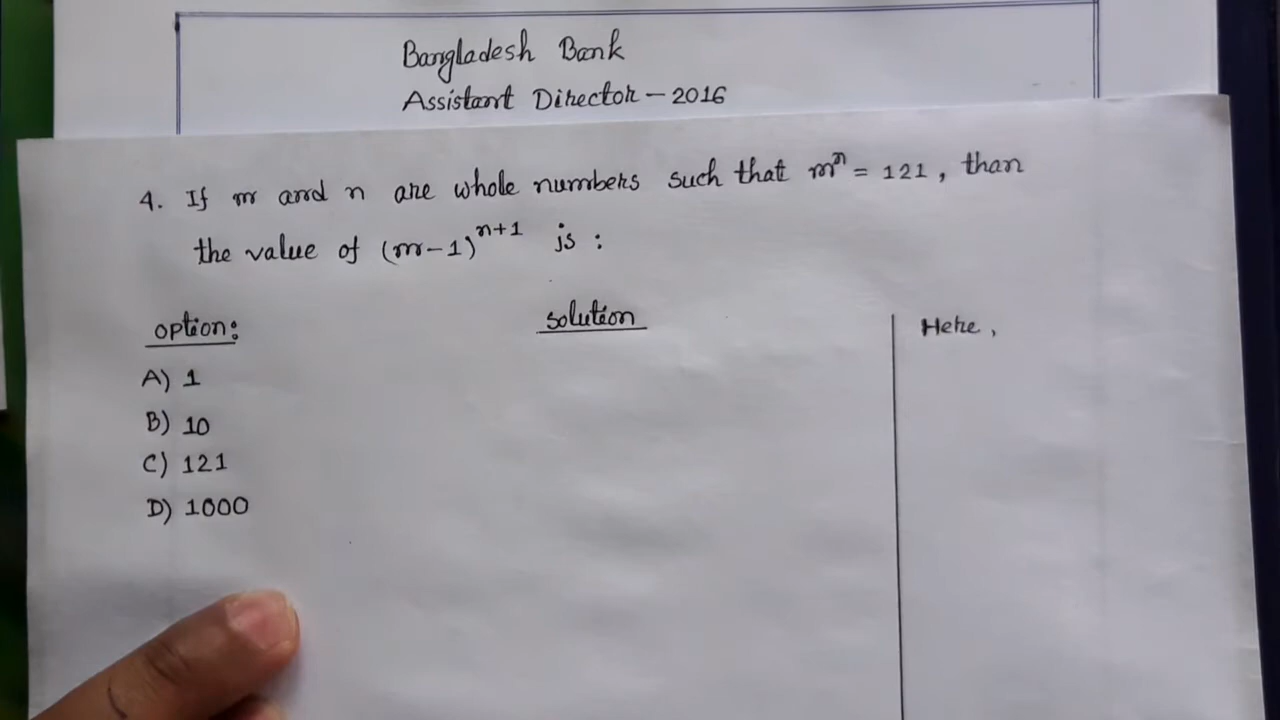 Bangladesh Bank
Assistant Director - 2016
4. If m and n are whole numbers such that mⁿ = 121, than
the value of (m-1)ⁿ⁺¹ is :
option:
solution
Here,
A) 1
B) 10
C) 121
D) 1000